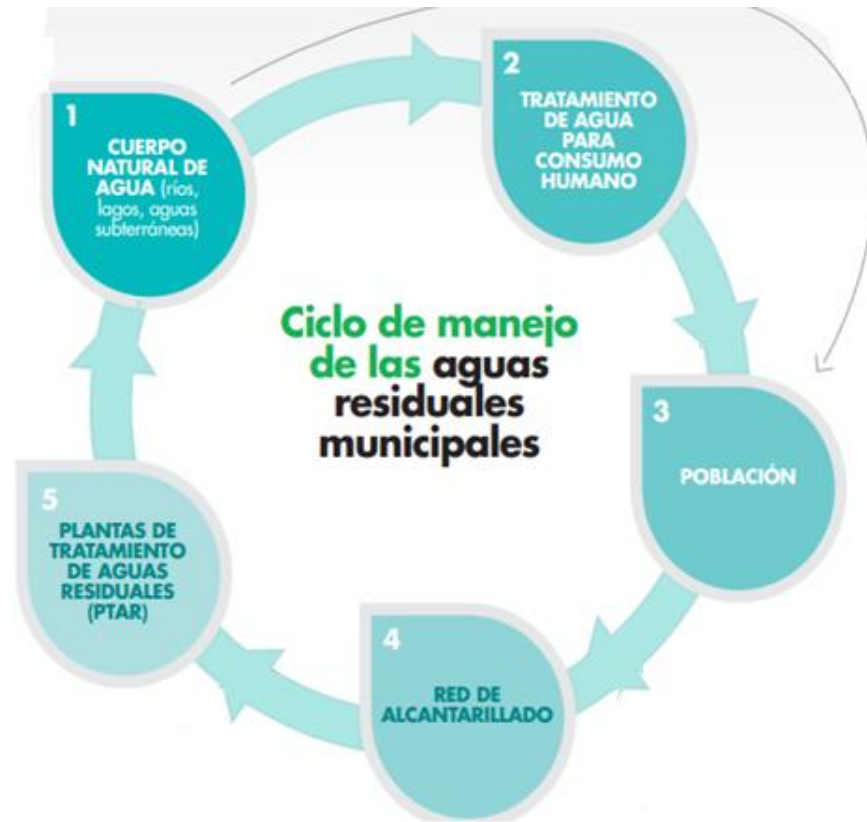 1
CUERPO
NATURAL DE
AGUA (ríos,
lagos, aguas
subterráneas)
2
TRATAMIENTO
DE AGUA
PARA
CONSUMO
HUMANO
Ciclo de manejo
de las aguas
residuales
municipales
3
POBLACIÓN
4
RED DE
ALCANTARILLADO
5
PLANTAS DE
TRATAMIENTO
DE AGUAS
RESIDUALES
(PTAR)